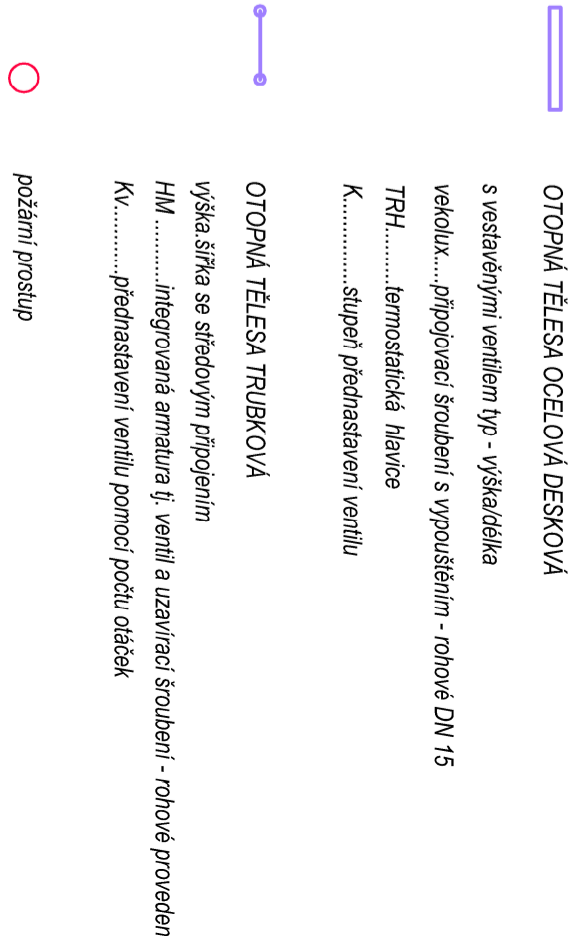 OTOPNÁ TĚLESA OCELOVÁ DESKOVÁ
s vestavěnými ventilem typ - výška/délka
vekolux.....připojovací šroubení s vypouštěním - rohové DN 15
TRH.........termostatická hlavice
K...............stupeň přednastavení ventilu
OTOPNÁ TĚLESA TRUBKOVÁ
výška.šířka se středovým připojením
HM ...........integrovaná armatura tj. ventil a uzavírací šroubení - rohové proveden
Kv............přednastavení ventilu pomocí počtu otáček
požární prostup